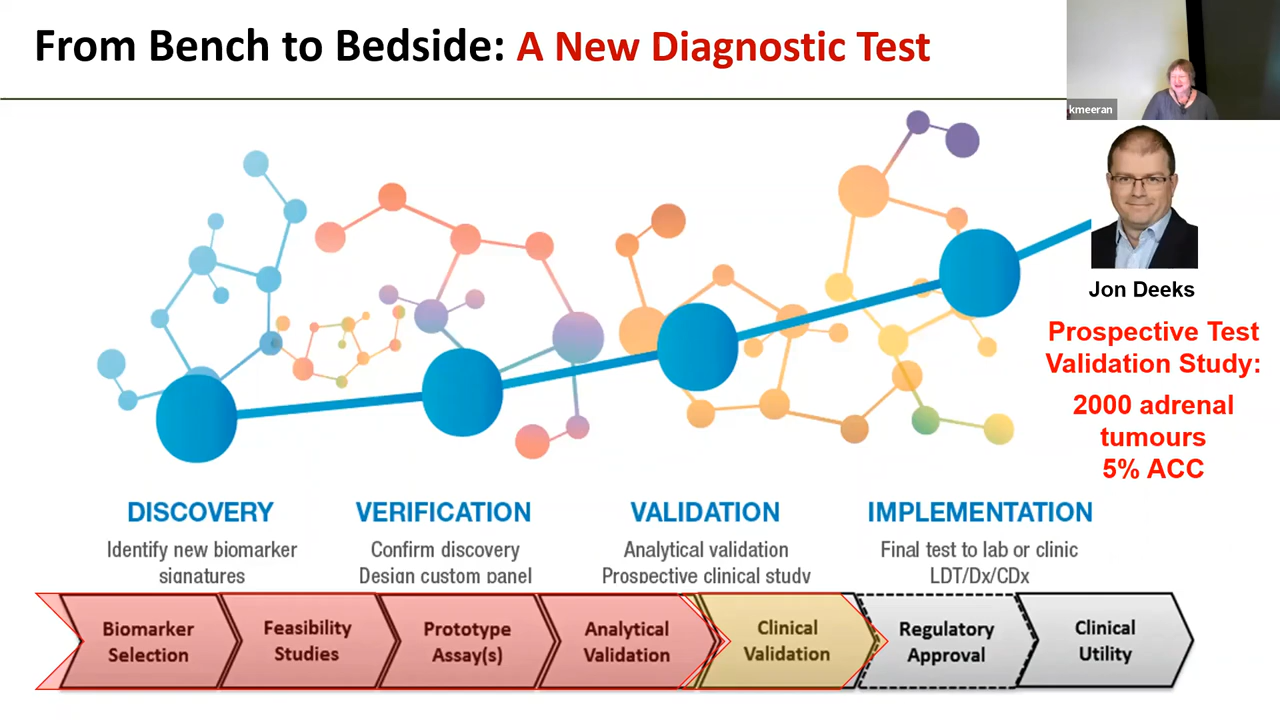 From Bench to Bedside: A New Diagnostic Test
kmeeran
Jon Deeks
Prospective Test
Validation Study:
2000 adrenal
tumours
5% ACC
DISCOVERY
Identify new biomarker
signatures
VERIFICATION
Confirm discovery
Design custom panel
VALIDATION
Analytical validation
Prospective clinical study
IMPLEMENTATION
Final test to lab or clinic
LDT/Dx/CDx
Biomarker
Selection
Feasibility
Studies
Prototype
Assay(s)
Analytical
Validation
Clinical
Validation
Regulatory
Approval
Clinical
Utility